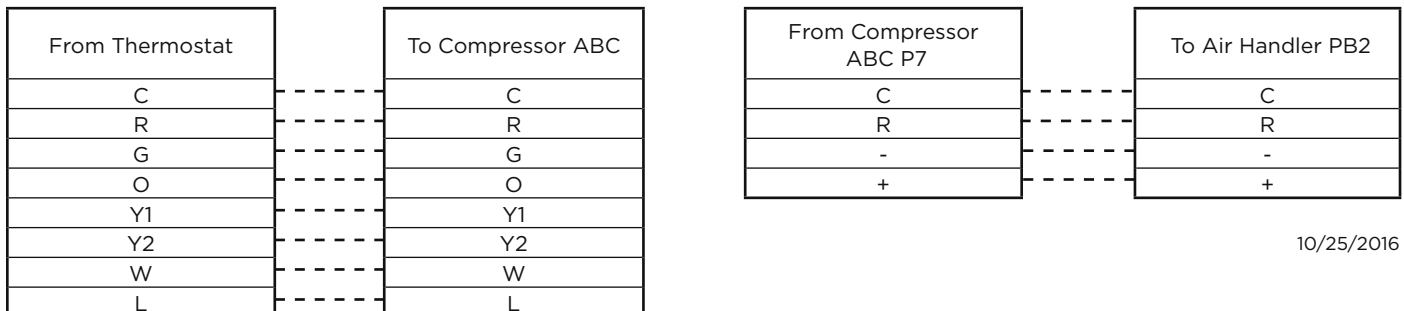 From Thermostat
To Compressor ABC
C C
R R
G G
O O
Y1 Y1
Y2 Y2
W W
L L
From Compressor
ABC P7
To Air Handler PB2
C C
R R
- -
+ +
10/25/2016